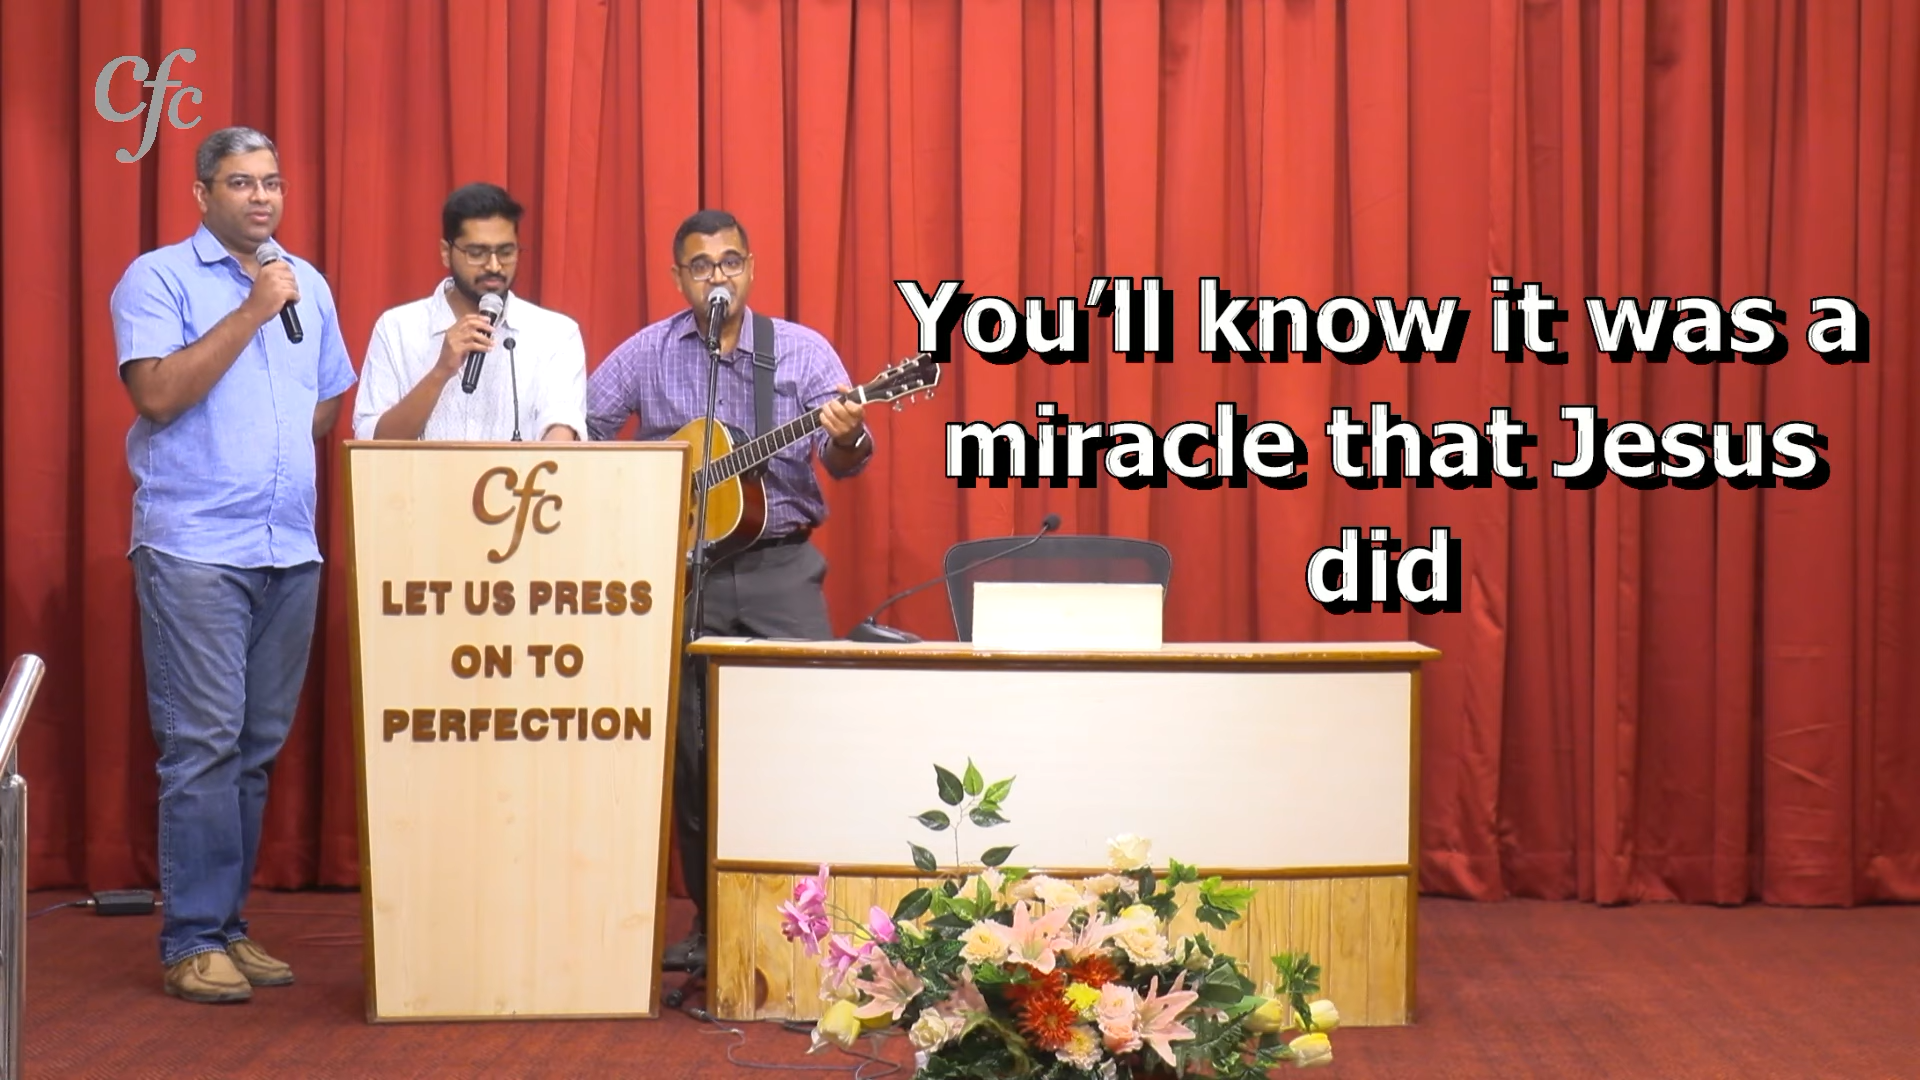 cfc
You'll know it was a
miracle that Jesus
did
cfc
LET US PRESS
ON TO
PERFECTION